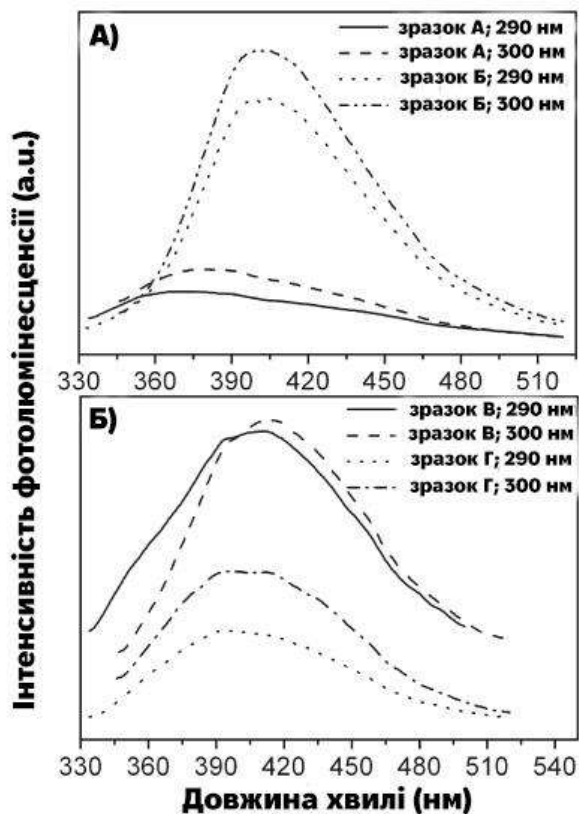 А)
зразок А; 290 нм
зразок А; 300 нм
зразок Б; 290 нм
зразок Б; 300 нм
330 360 390 420 450 480 510
Б)
зразок В; 290 нм
зразок В; 300 нм
зразок Г; 290 нм
зразок Г; 300 нм
330 360 390 420 450 480 510 540
Довжина хвилі (нм)
Інтенсивність фотолюмінесценсії (a.u.)